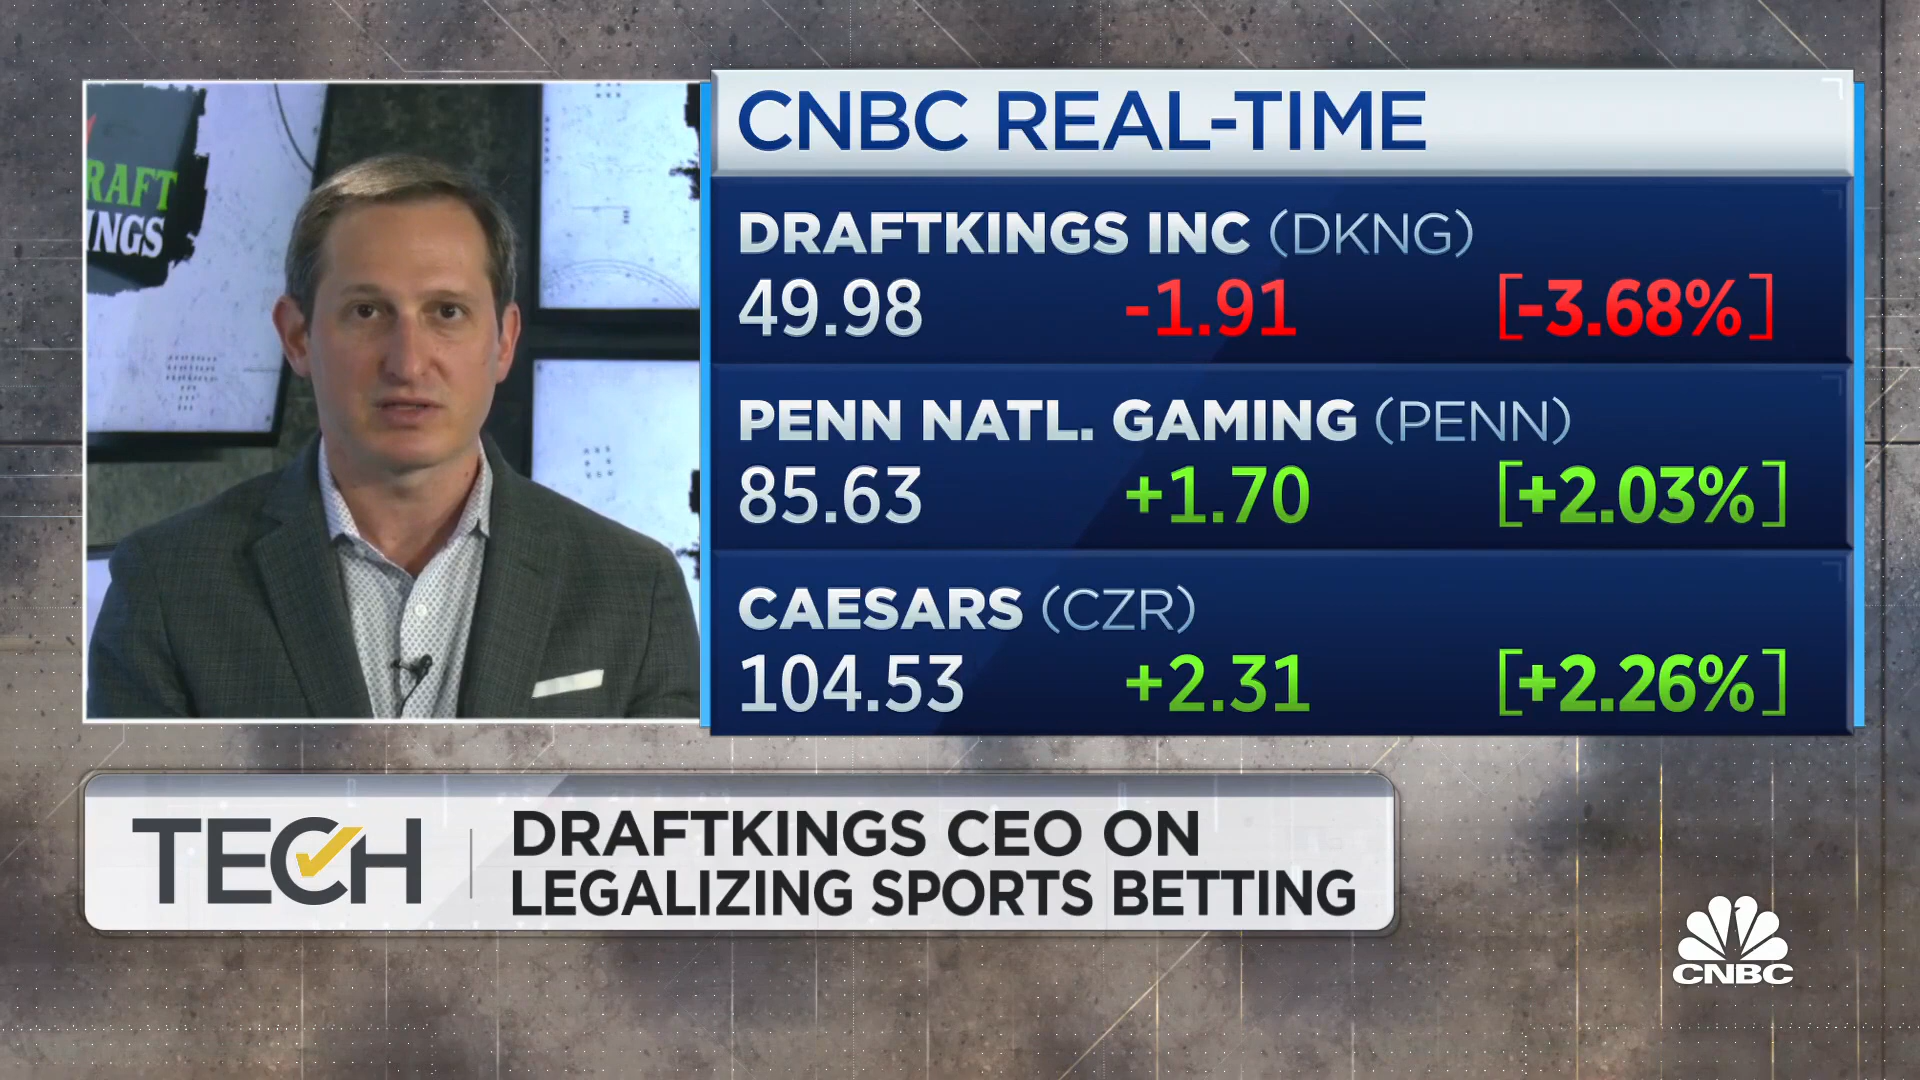 RAFT
INGS
CNBC REAL-TIME
DRAFTKINGS INC (DKNG)
49.98 -1.91 [-3.68%]
PENN NATL. GAMING (PENN)
85.63 +1.70 [+2.03%]
CAESARS (CZR)
104.53 +2.31 [+2.26%]
TECH
DRAFTKINGS CEO ON
LEGALIZING SPORTS BETTING
CNBC